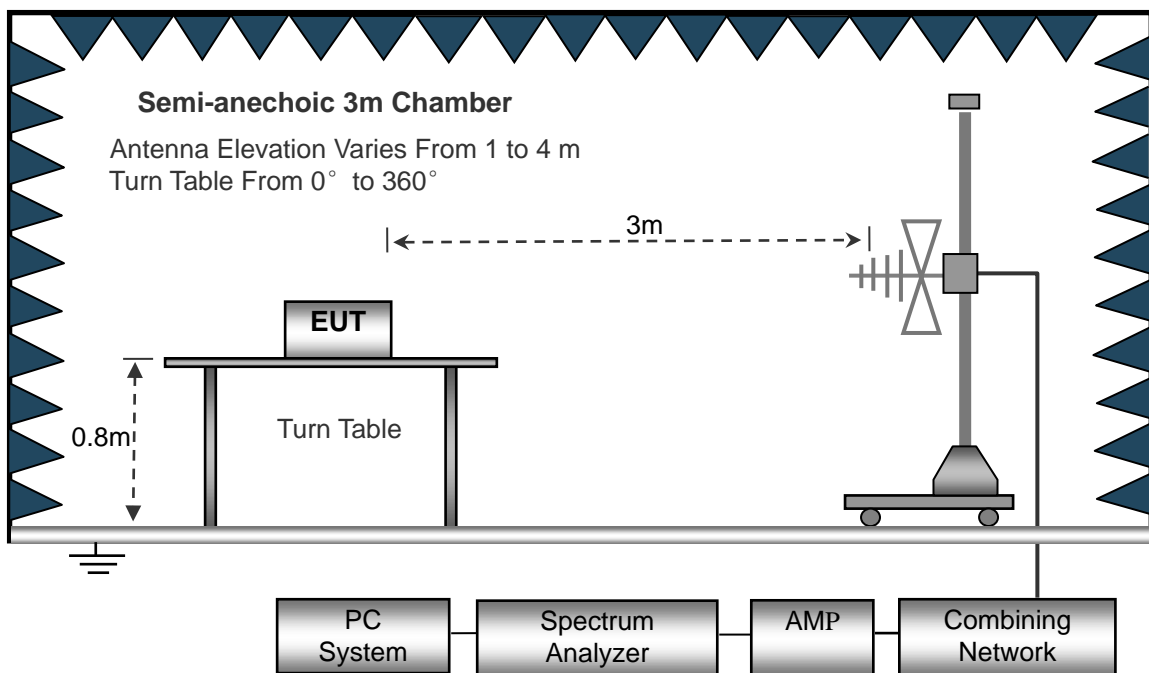 Semi-anechoic 3m Chamber
Antenna Elevation Varies From 1 to 4 m
Turn Table From 0° to 360°
3m
EUT
0.8m
Turn Table
PC
System
Spectrum
Analyzer
AMP
Combining
Network